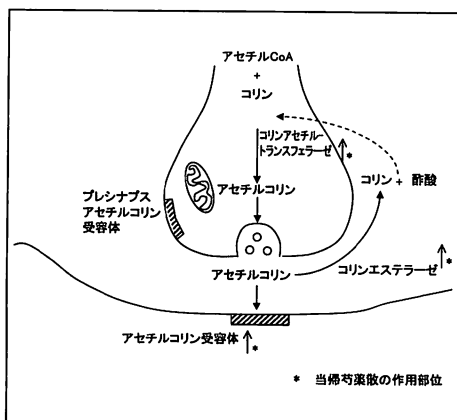 アセチルCoA
+
コリン
コリンアセチル-
トランスフェラーゼ
*
コリン + 酢酸
アセチルコリン
プレシナプス
アセチルコリン
受容体
アセチルコリン
コリンエステラーゼ
*
アセチルコリン受容体
*
* 当帰芍薬散の作用部位